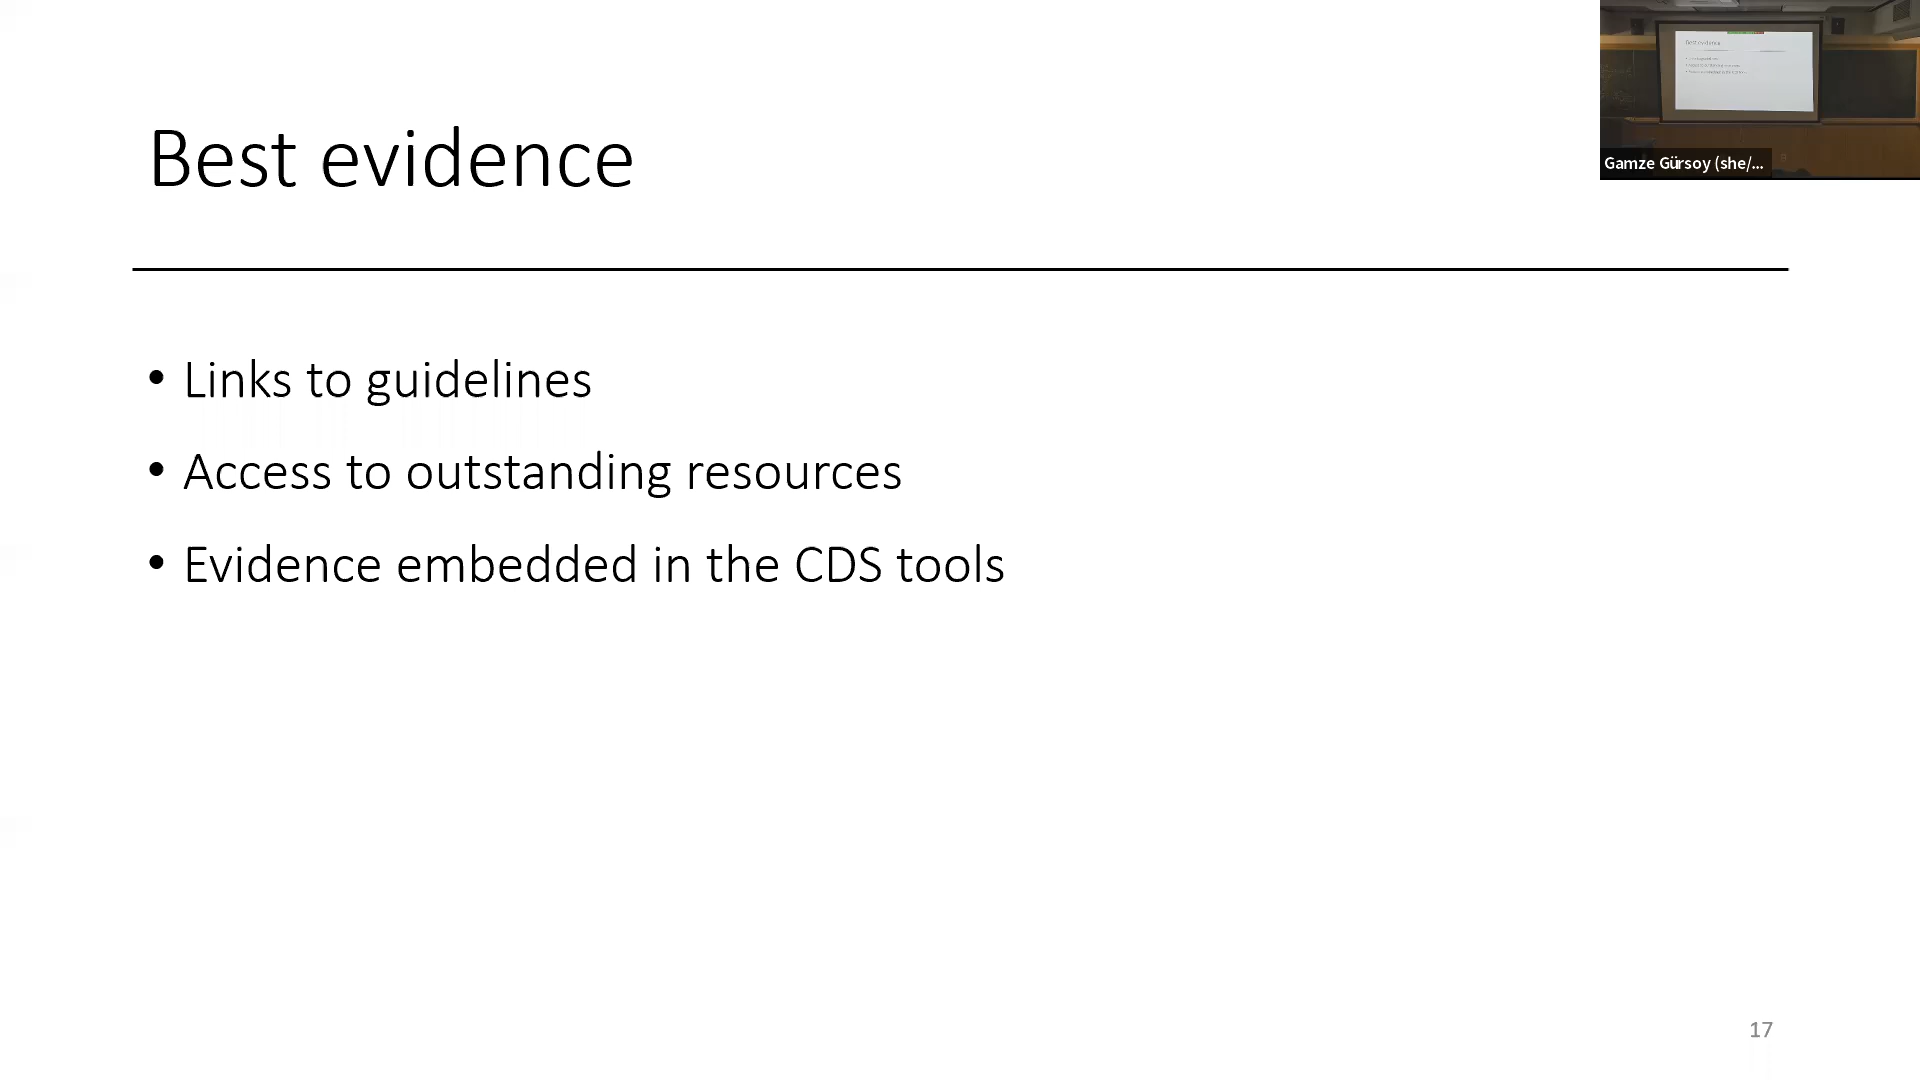 Best evidence
Gamze Gürsoy (she/...
• Links to guidelines
• Access to outstanding resources
• Evidence embedded in the CDS tools
17